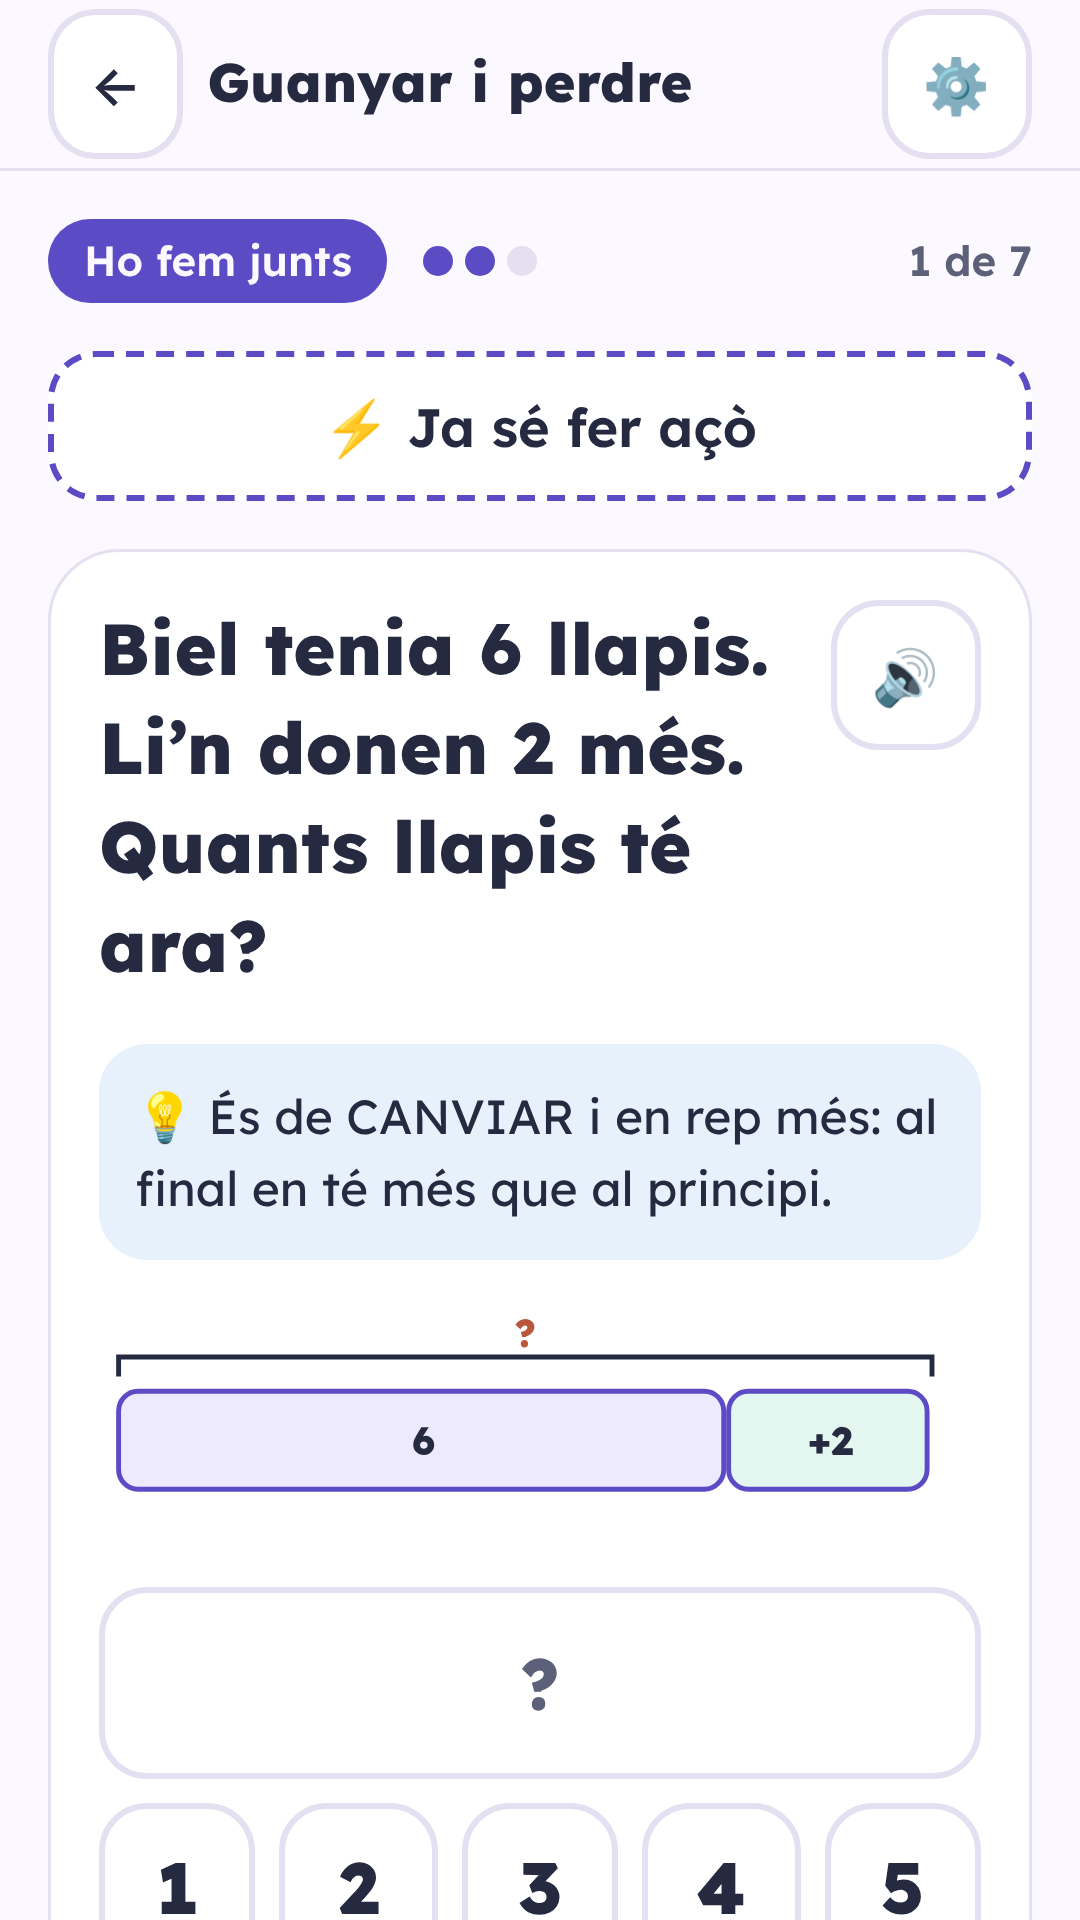 ← Guanyar i perdre
Ho fem junts
1 de 7
⚡ Ja sé fer açò
Biel tenia 6 llapis.
Li’n donen 2 més.
Quants llapis té
ara?
💡 És de CANVIAR i en rep més: al
final en té més que al principi.
?
6 +2
?
1 2 3 4 5